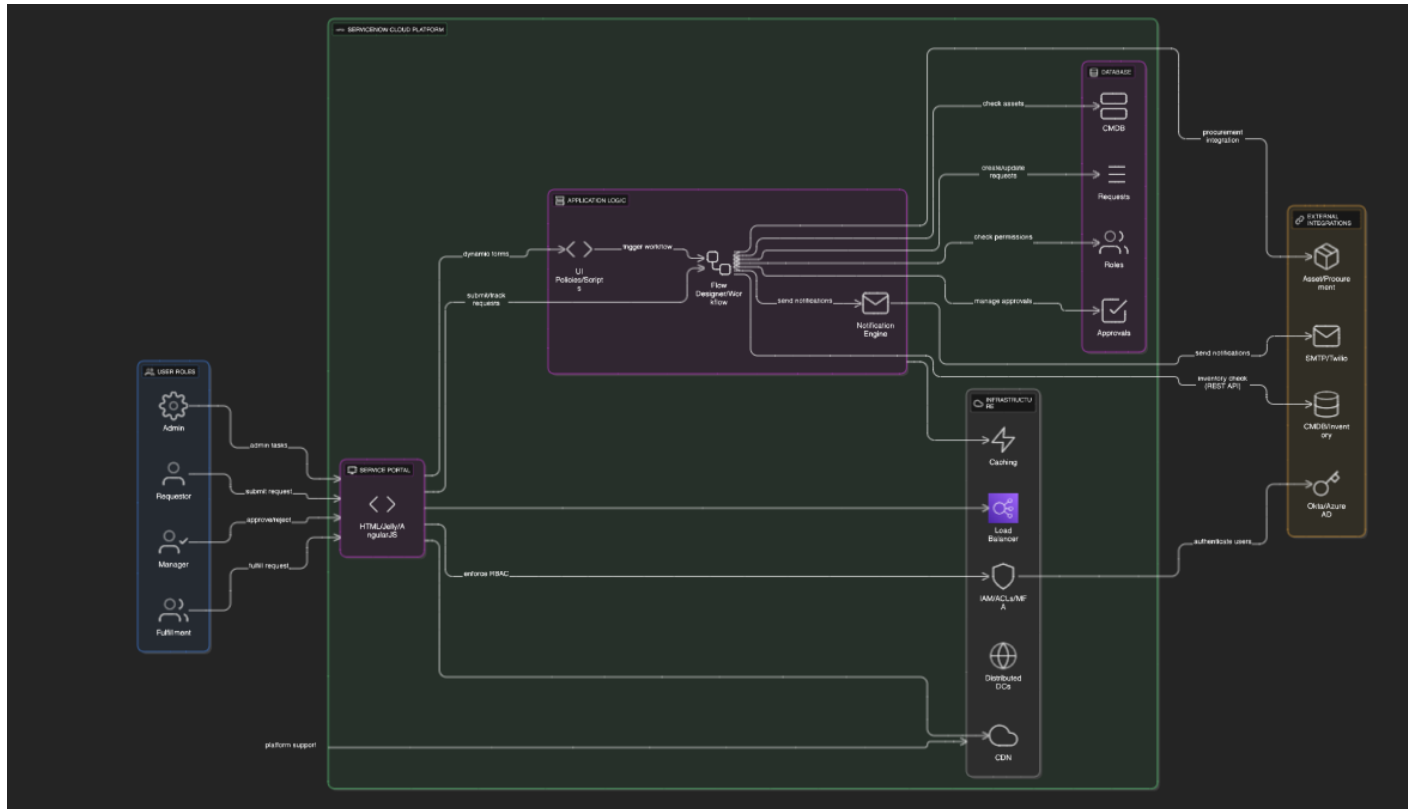 SERVICENOW CLOUD PLATFORM
DATABASE
check assets
CMDB
procurement
integration
create/update
requests
Requests
APPLICATION LOGIC
EXTERNAL
INTEGRATIONS
dynamic forms
trigger workflow
check permissions
UI
Policies/Script
s
Flow
Designer/Wor
kflow
Roles
Asset/Procure
ment
submit/track
requests
send notifications
manage approvals
Notification
Engine
Approvals
send notifications
SMTP/Twilio
USER ROLES
inventory check
(REST API)
INFRASTRUCTU
RE
Admin
CMDB/Invent
ory
admin tasks
Caching
SERVICE PORTAL
Requestor
submit request
HTML/Jelly/A
ngularJS
Okta/Azure
AD
approve/reject
Load
Balancer
Manager
authenticate users
fulfill request
enforce RBAC
IAM/ACLs/MF
A
Fulfillment
Distributed
DCs
platform support
CDN